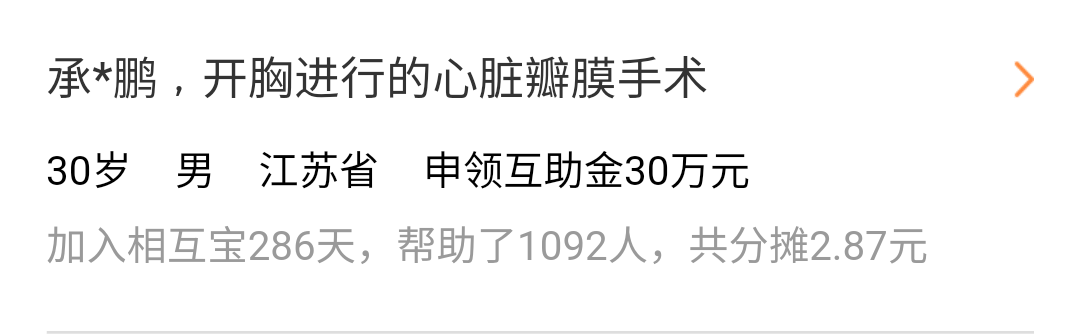 承*鹏，开胸进行的心脏瓣膜手术
30岁 男 江苏省 申领互助金30万元
加入相互宝286天，帮助了1092人，共分摊2.87元